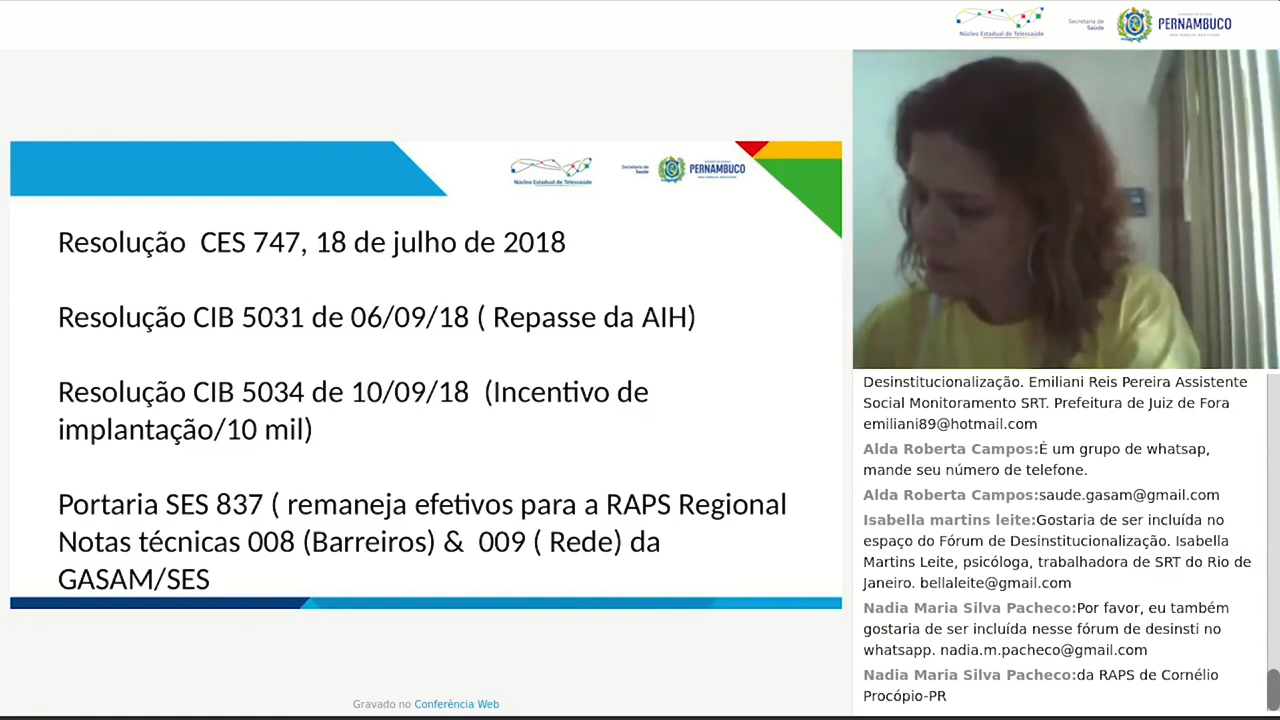 Núcleo Estadual de Telessaúde
Secretaria de
Saúde
PERNAMBUCO
Núcleo Estadual de Telessaúde
Secretaria de
Saúde
PERNAMBUCO
Resolução  CES 747, 18 de julho de 2018
Resolução CIB 5031 de 06/09/18 ( Repasse da AIH)
Resolução CIB 5034 de 10/09/18  (Incentivo de
implantação/10 mil)
Portaria SES 837 ( remaneja efetivos para a RAPS Regional
Notas técnicas 008 (Barreiros) &  009 ( Rede) da
GASAM/SES
Desinstitucionalização. Emiliani Reis Pereira Assistente
Social Monitoramento SRT. Prefeitura de Juiz de Fora
emiliani89@hotmail.com
Alda Roberta Campos:É um grupo de whatsap,
mande seu número de telefone.
Alda Roberta Campos:saude.gasam@gmail.com
Isabella martins leite:Gostaria de ser incluída no
espaço do Fórum de Desinstitucionalização. Isabella
Martins Leite, psicóloga, trabalhadora de SRT do Rio de
Janeiro. bellaleite@gmail.com
Nadia Maria Silva Pacheco:Por favor, eu também
gostaria de ser incluída nesse fórum de desinsti no
whatsapp. nadia.m.pacheco@gmail.com
Nadia Maria Silva Pacheco:da RAPS de Cornélio
Procópio-PR
Gravado no Conferência Web